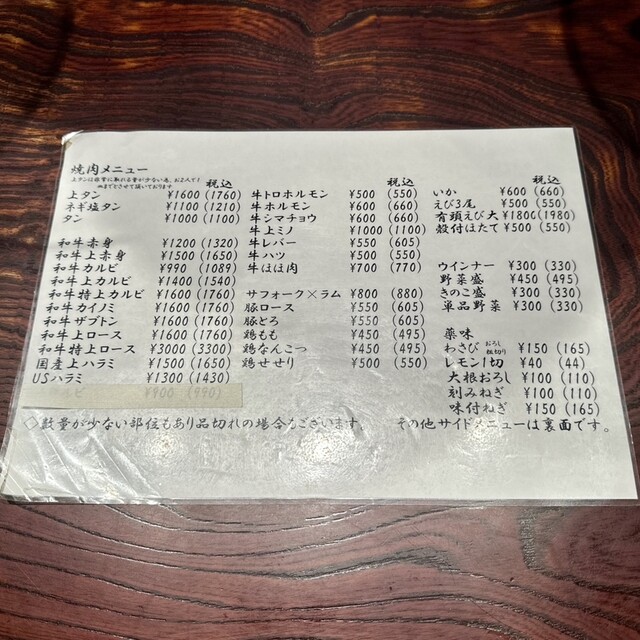 焼肉メニュー
税込
上タン ¥1600 (1760)
ネギ塩タン ¥1100 (1210)
タン ¥1000 (1100)
和牛赤身 ¥1200 (1320)
和牛上赤身 ¥1500 (1650)
和牛カルビ ¥990 (1089)
和牛上カルビ ¥1400 (1540)
和牛特上カルビ ¥1600 (1760)
和牛カイノミ ¥1600 (1760)
和牛ザブトン ¥1600 (1760)
和牛上ロース ¥1600 (1760)
和牛特上ロース ¥3000 (3300)
国産上ハラミ ¥1500 (1650)
USハラミ ¥1300 (1430)
カルビ ¥900 (990)
税込
牛トロホルモン ¥500 (550)
牛ホルモン ¥600 (660)
牛シマチョウ ¥600 (660)
牛上ミノ ¥1000 (1100)
牛レバー ¥550 (605)
牛ハツ ¥500 (550)
牛ほほ肉 ¥700 (770)
サフォーク×ラム ¥800 (880)
豚ロース ¥550 (605)
豚とろ ¥550 (605)
鶏もも ¥450 (495)
鶏なんこつ ¥450 (495)
鶏せせり ¥500 (550)
税込
いか ¥600 (660)
えび3尾 ¥500 (550)
有頭えび大 ¥1800 (1980)
殻付ほたて ¥500 (550)
ウインナー ¥300 (330)
野菜盛 ¥450 (495)
きのこ盛 ¥300 (330)
単品野菜 ¥300 (330)
薬味
わさび おろし 粗切り ¥150 (165)
レモン1切 ¥40 (44)
大根おろし ¥100 (110)
刻みねぎ ¥100 (110)
味付ねぎ ¥150 (165)
◇数量が少ない部位もあり品切れの場合もございます。 その他サイドメニューは裏面です。